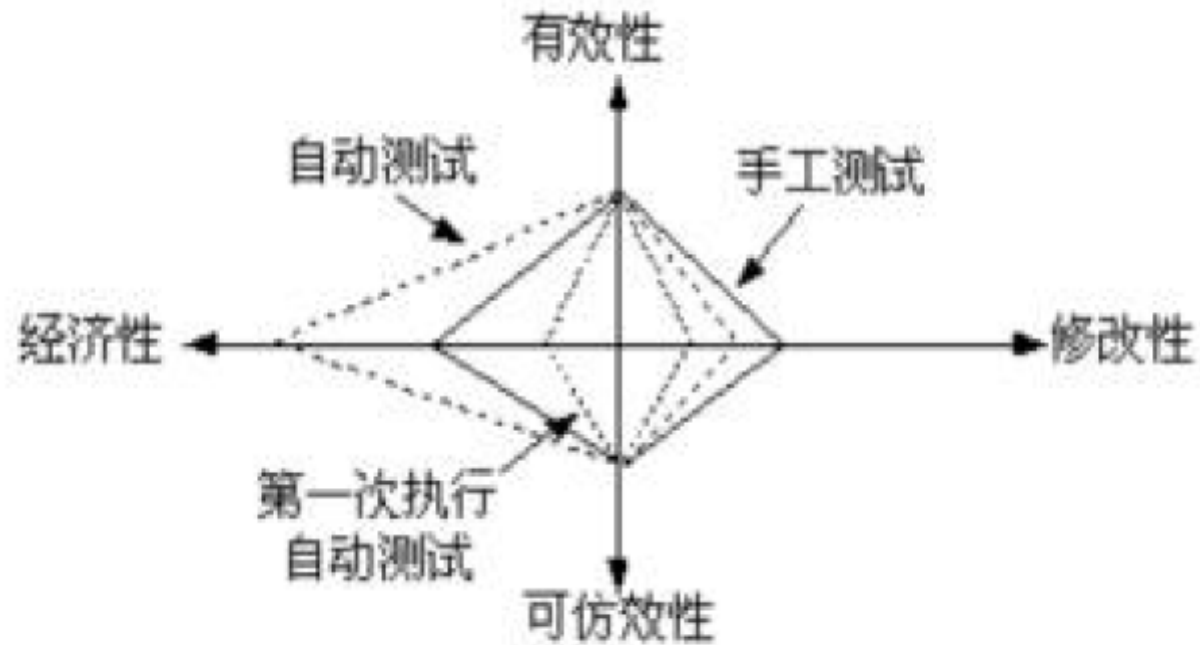 有效性
自动测试
手工测试
经济性
修改性
第一次执行
自动测试
可仿效性